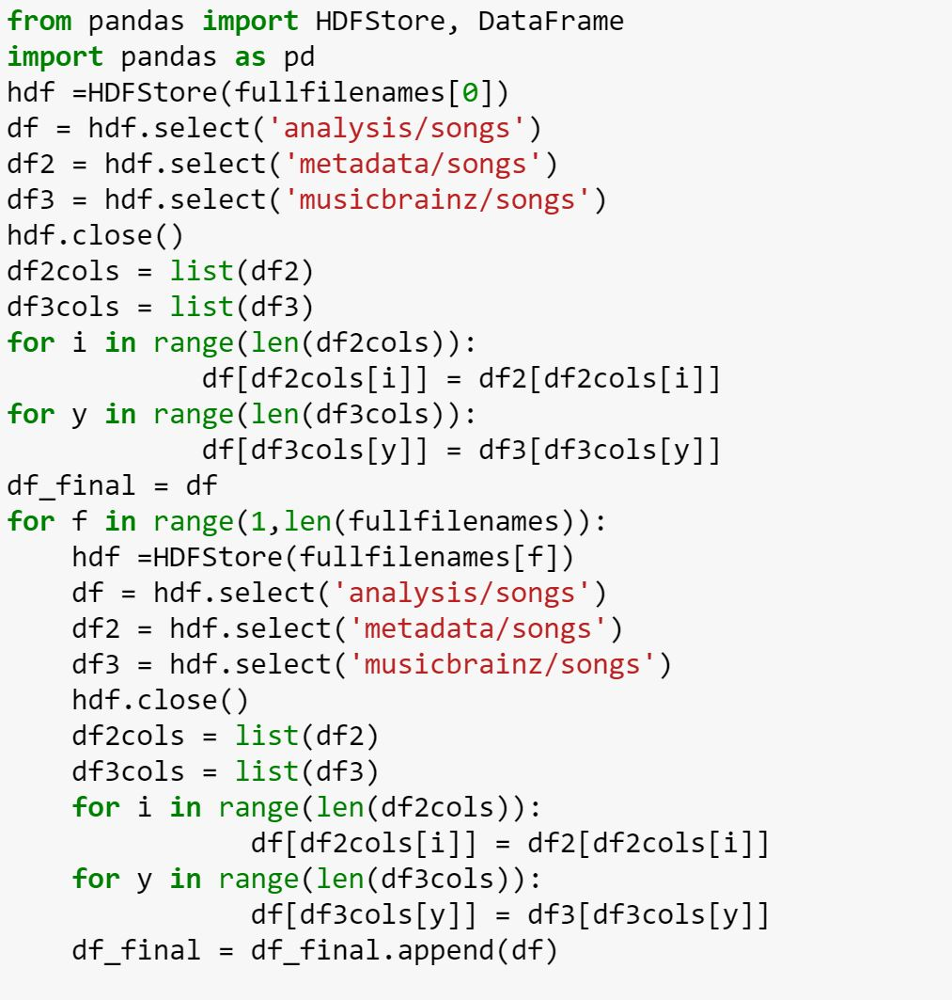 from pandas import HDFStore, DataFrame
import pandas as pd
hdf =HDFStore(fullfilenames[0])
df = hdf.select('analysis/songs')
df2 = hdf.select('metadata/songs')
df3 = hdf.select('musicbrainz/songs')
hdf.close()
df2cols = list(df2)
df3cols = list(df3)
for i in range(len(df2cols)):
            df[df2cols[i]] = df2[df2cols[i]]
for y in range(len(df3cols)):
            df[df3cols[y]] = df3[df3cols[y]]
df_final = df
for f in range(1,len(fullfilenames)):
    hdf =HDFStore(fullfilenames[f])
    df = hdf.select('analysis/songs')
    df2 = hdf.select('metadata/songs')
    df3 = hdf.select('musicbrainz/songs')
    hdf.close()
    df2cols = list(df2)
    df3cols = list(df3)
    for i in range(len(df2cols)):
               df[df2cols[i]] = df2[df2cols[i]]
    for y in range(len(df3cols)):
               df[df3cols[y]] = df3[df3cols[y]]
    df_final = df_final.append(df)